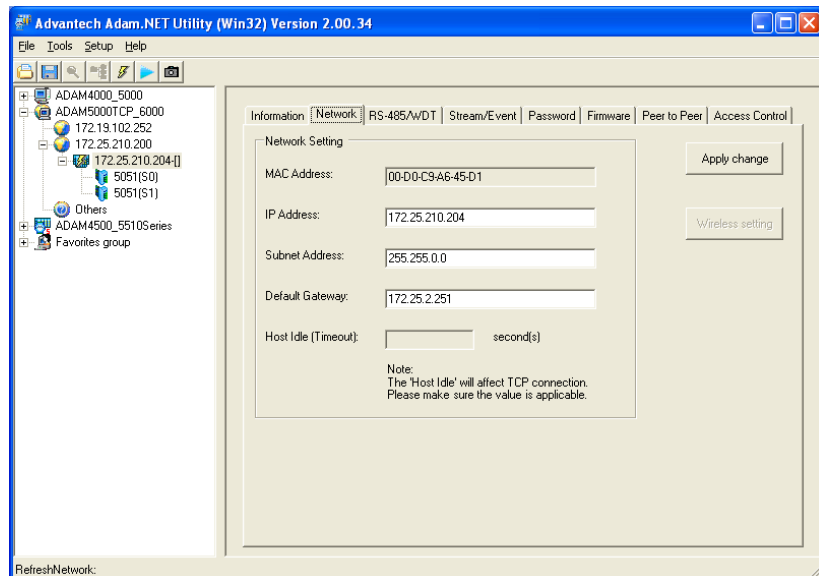 Advantech Adam.NET Utility (Win32) Version 2.00.34
File Tools Setup Help
ADAM4000_5000
ADAM5000TCP_6000
172.19.102.252
172.25.210.200
172.25.210.204-[]
5051(S0)
5051(S1)
Others
ADAM4500_5510Series
Favorites group
Information Network RS-485/WDT Stream/Event Password Firmware Peer to Peer Access Control
Network Setting
MAC Address: 00-D0-C9-A6-45-D1
IP Address: 172.25.210.204
Subnet Address: 255.255.0.0
Default Gateway: 172.25.2.251
Host Idle (Timeout): second(s)
Note:
The 'Host Idle' will affect TCP connection.
Please make sure the value is applicable.
Apply change
Wireless setting
RefreshNetwork: